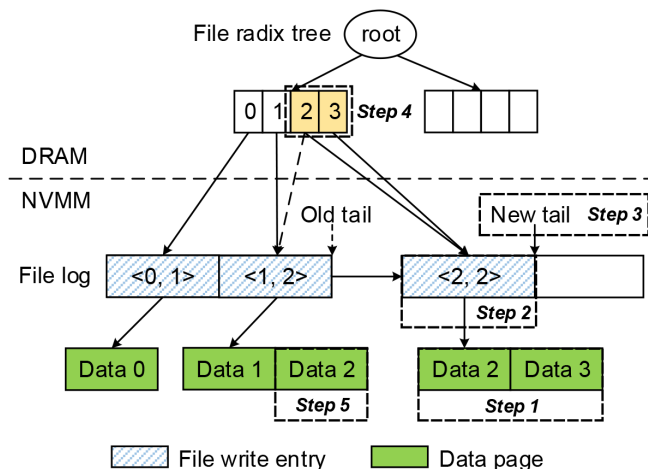 File radix tree
root
0 1 2 3
Step 4
DRAM
NVMM
Old tail
New tail Step 3
File log
<0, 1> <1, 2> <2, 2>
Step 2
Data 0 Data 1 Data 2 Data 2 Data 3
Step 5 Step 1
File write entry Data page